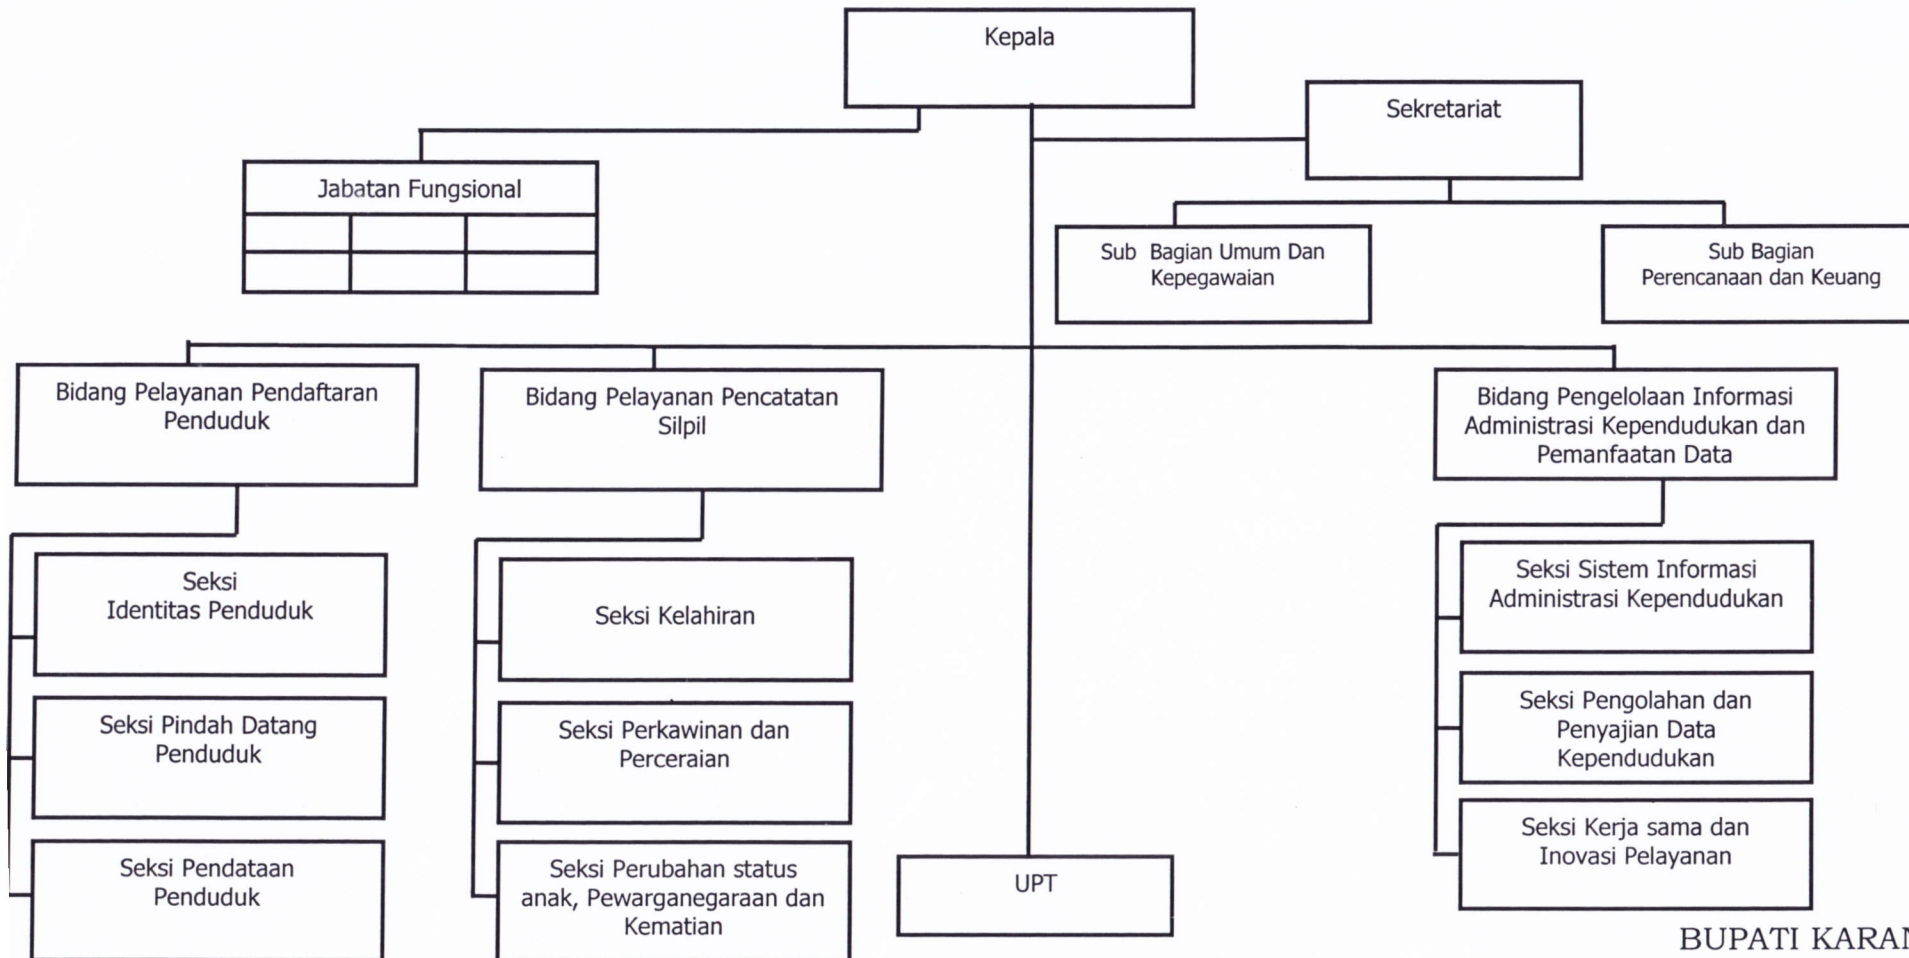 Kepala
Sekretariat
Jabatan Fungsional
Sub Bagian Umum Dan
Kepegawaian
Sub Bagian
Perencanaan dan Keuang
Bidang Pelayanan Pendaftaran
Penduduk
Bidang Pelayanan Pencatatan
Silpil
Bidang Pengelolaan Informasi
Administrasi Kependudukan dan
Pemanfaatan Data
Seksi
Identitas Penduduk
Seksi Pindah Datang
Penduduk
Seksi Pendataan
Penduduk
Seksi Kelahiran
Seksi Perkawinan dan
Perceraian
Seksi Perubahan status
anak, Pewarganegaraan dan
Kematian
UPT
Seksi Sistem Informasi
Administrasi Kependudukan
Seksi Pengolahan dan
Penyajian Data
Kependudukan
Seksi Kerja sama dan
Inovasi Pelayanan
BUPATI KARAN